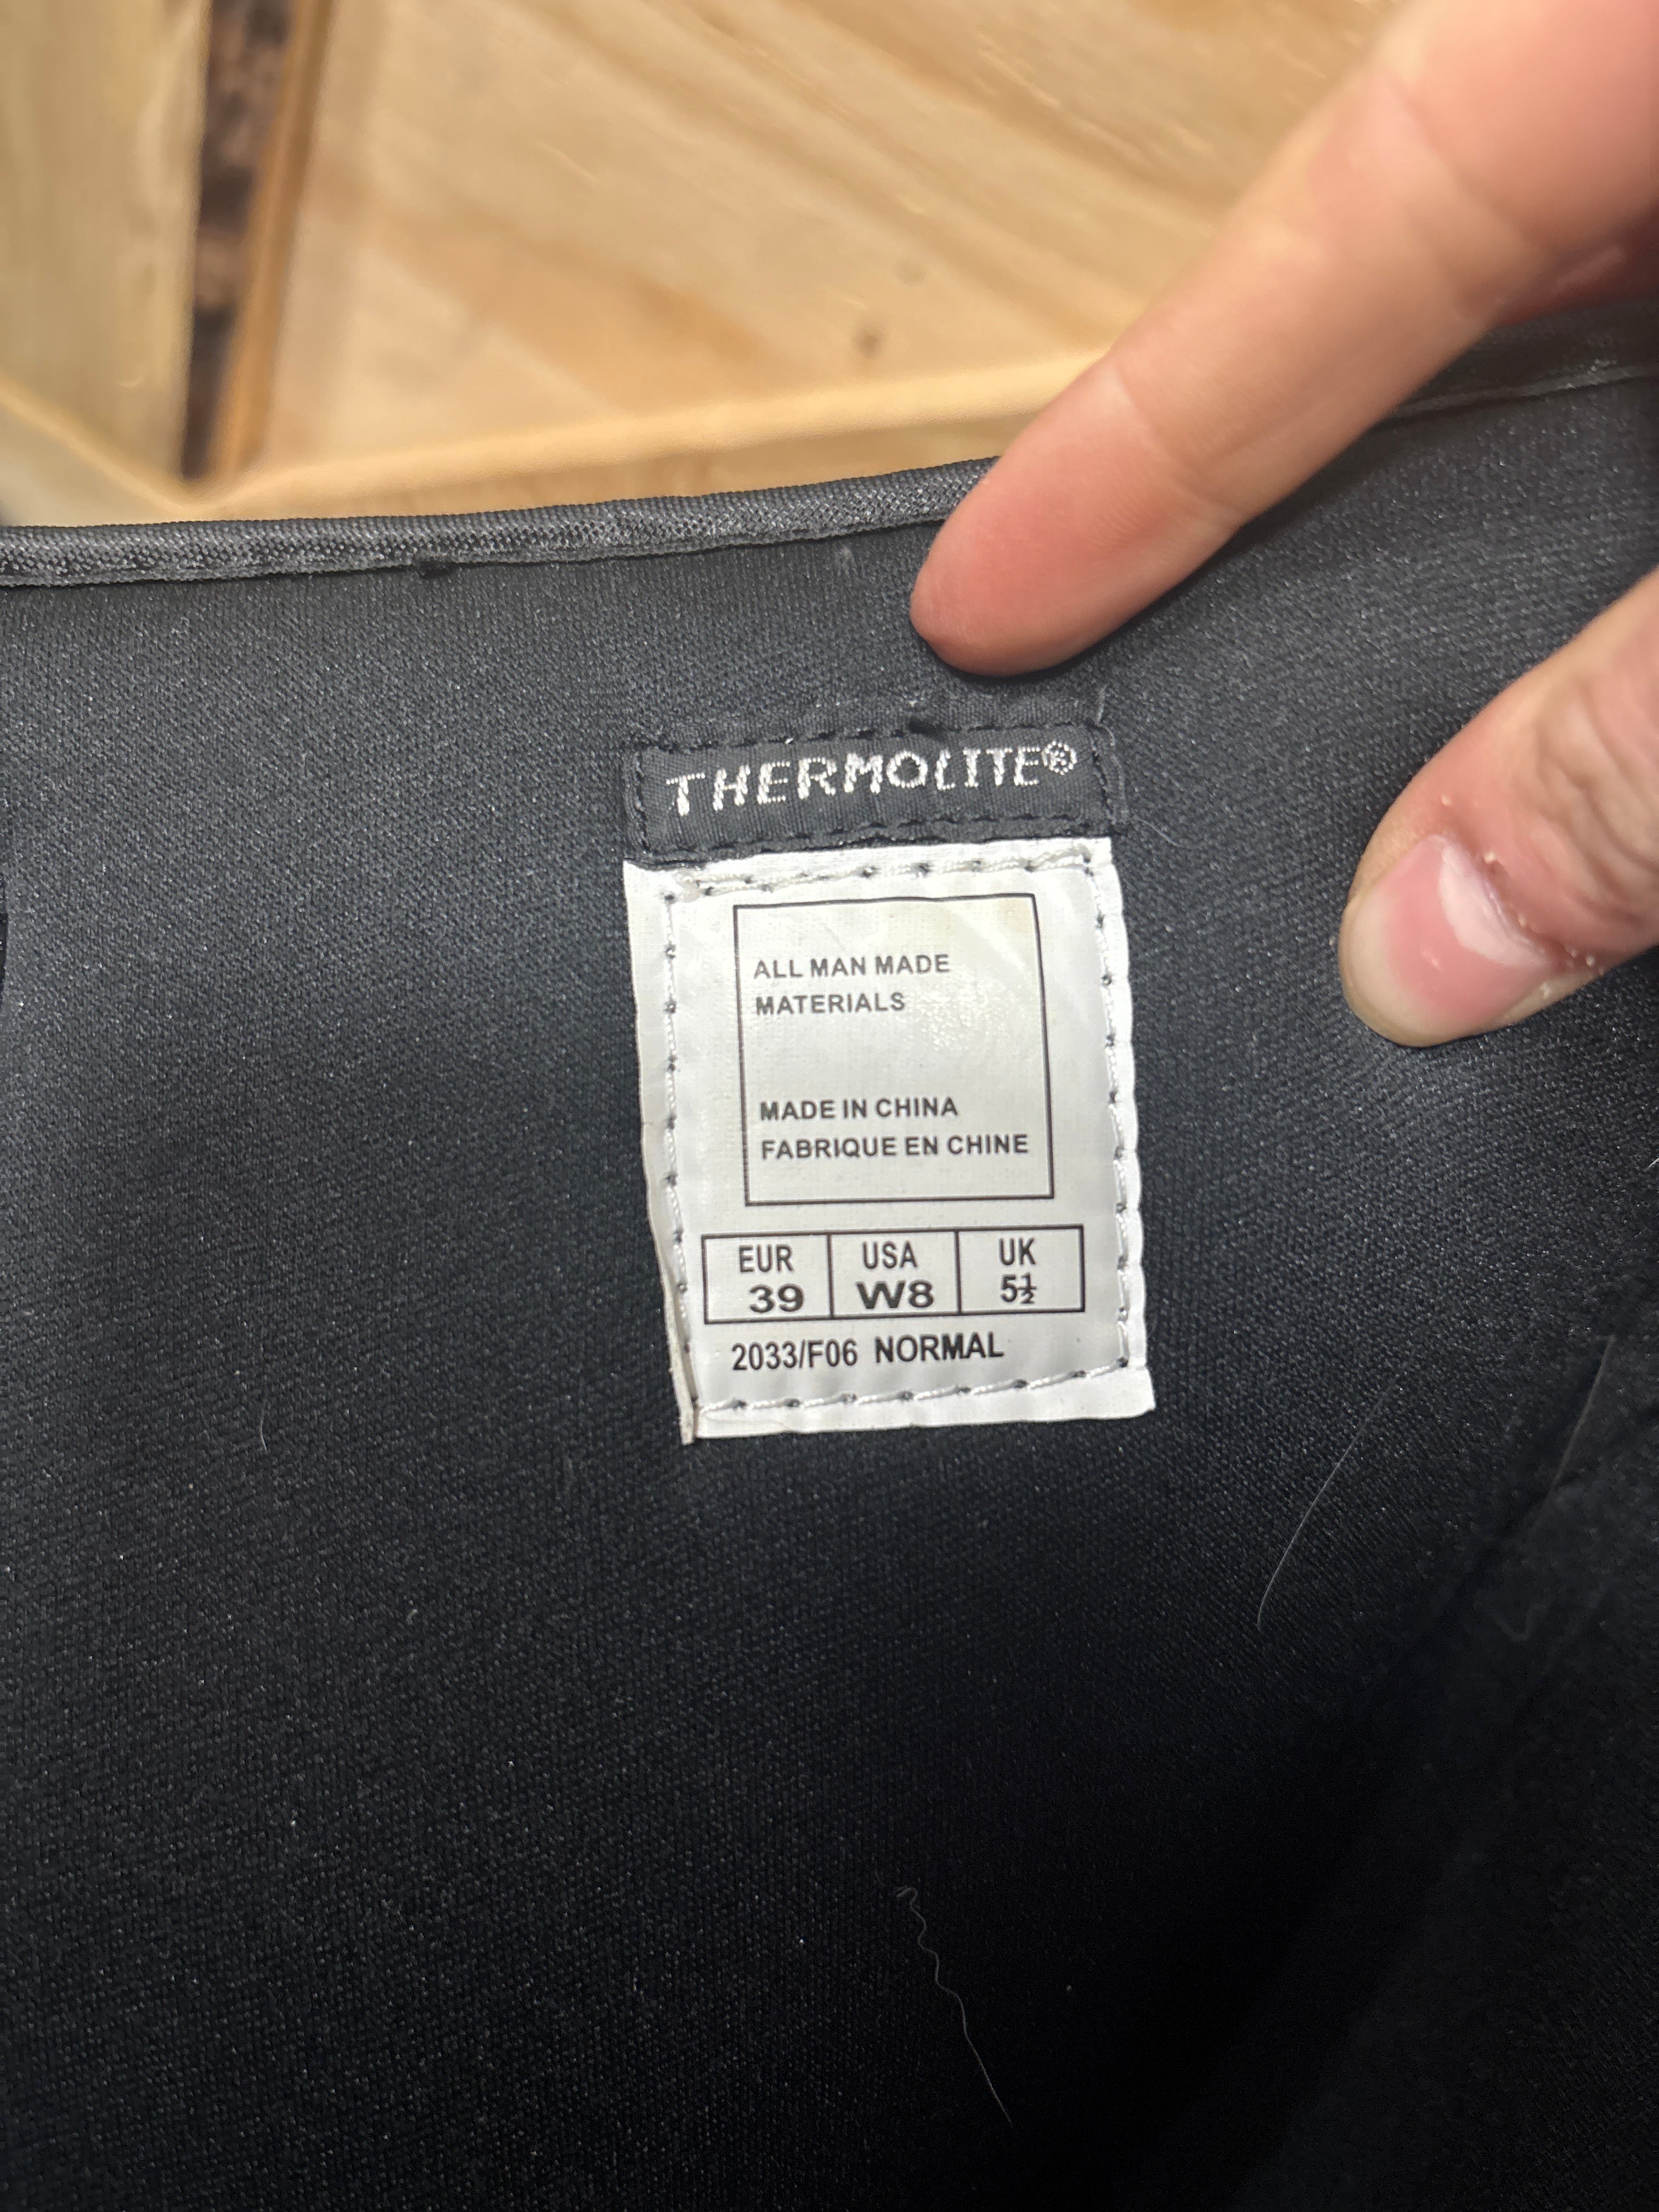 THERMOLITE®
ALL MAN MADE
MATERIALS
MADE IN CHINA
FABRIQUE EN CHINE
EUR USA UK
39 W8 5½
2033/F06 NORMAL